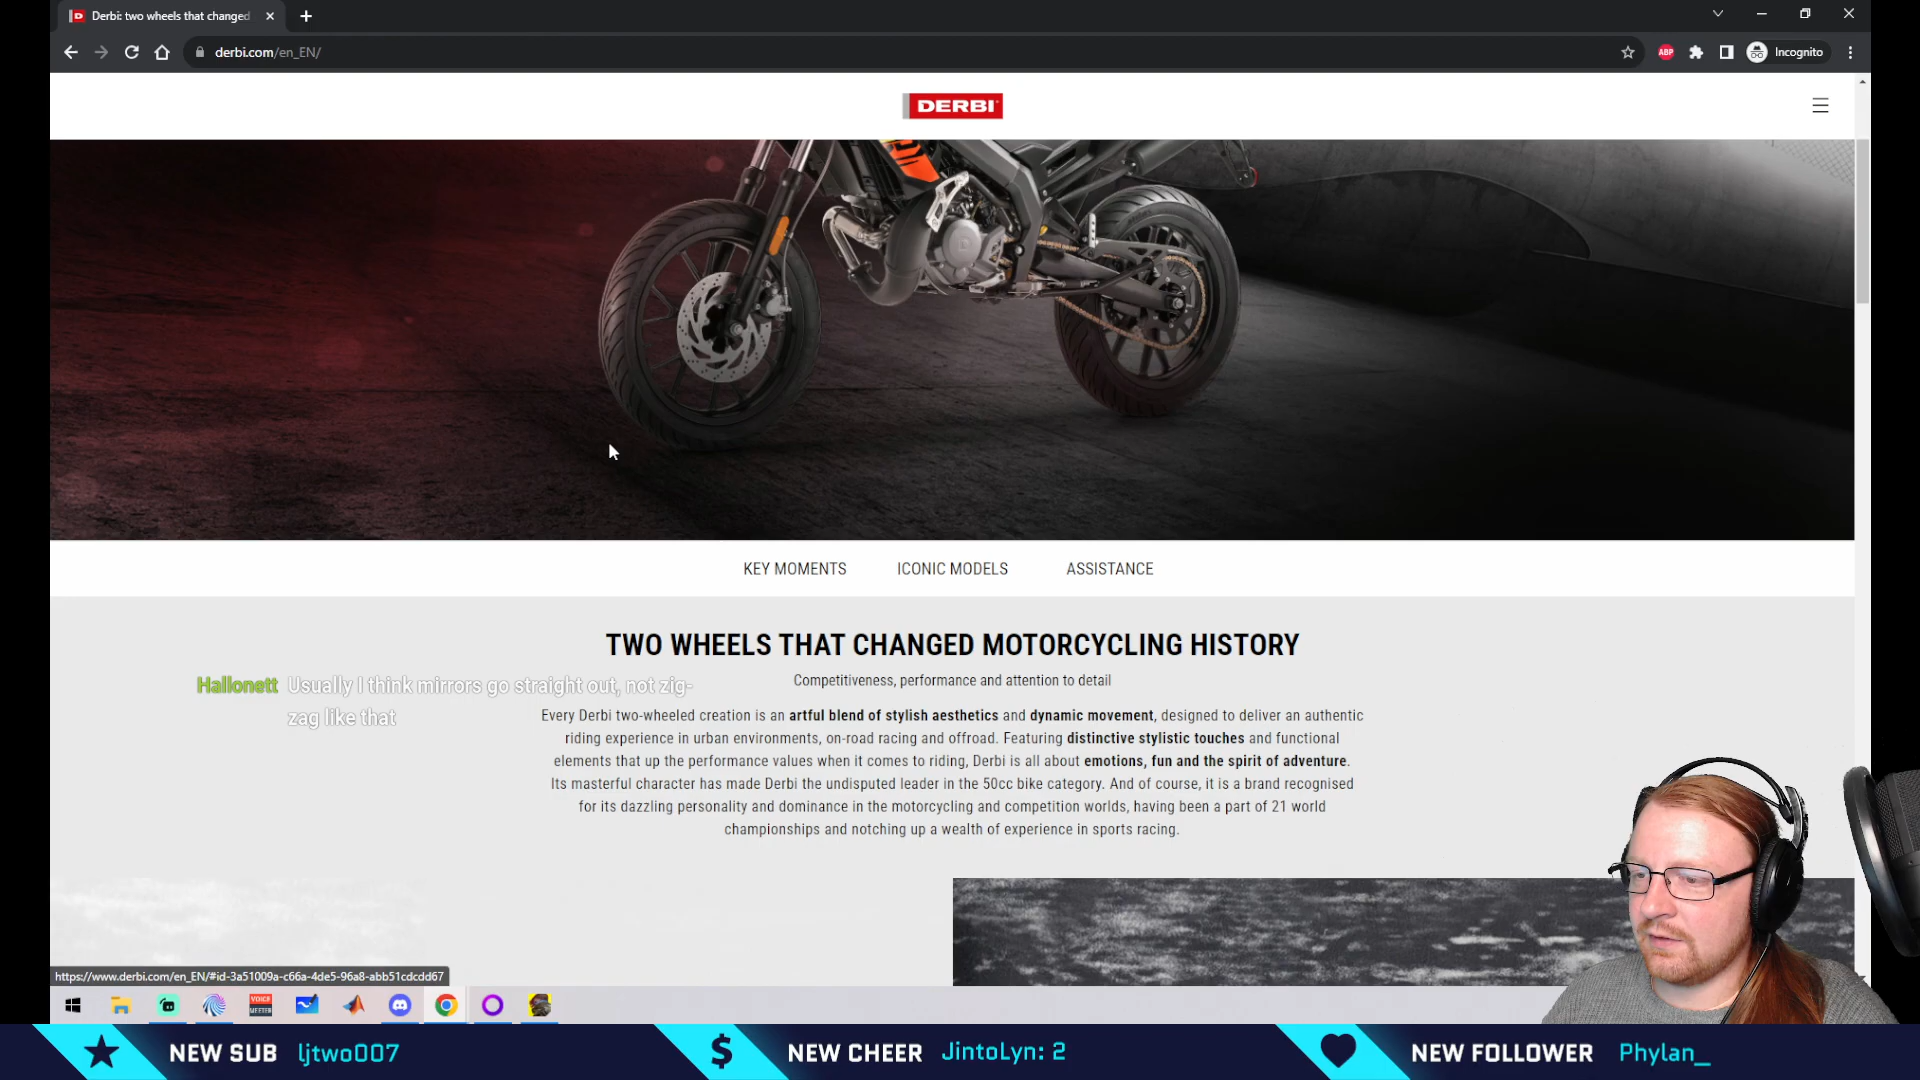 Derbi: two wheels that changed
derbi.com/en_EN/
ABP
Incognito
DERBI
KEY MOMENTS
ICONIC MODELS
ASSISTANCE
TWO WHEELS THAT CHANGED MOTORCYCLING HISTORY
Competitiveness, performance and attention to detail
Every Derbi two-wheeled creation is an artful blend of stylish aesthetics and dynamic movement, designed to deliver an authentic
riding experience in urban environments, on-road racing and offroad. Featuring distinctive stylistic touches and functional
elements that up the performance values when it comes to riding, Derbi is all about emotions, fun and the spirit of adventure.
Its masterful character has made Derbi the undisputed leader in the 50cc bike category. And of course, it is a brand recognised
for its dazzling personality and dominance in the motorcycling and competition worlds, having been a part of 21 world
championships and notching up a wealth of experience in sports racing.
Hallonett Usually I think mirrors go straight out, not zig-
zag like that
https://www.derbi.com/en_EN/#id-3a51009a-c66a-4de5-96a8-abb51cdcdd67
VOICE
MEETER
NEW SUB ljtwo007
$ NEW CHEER JintoLyn: 2
NEW FOLLOWER Phylan_